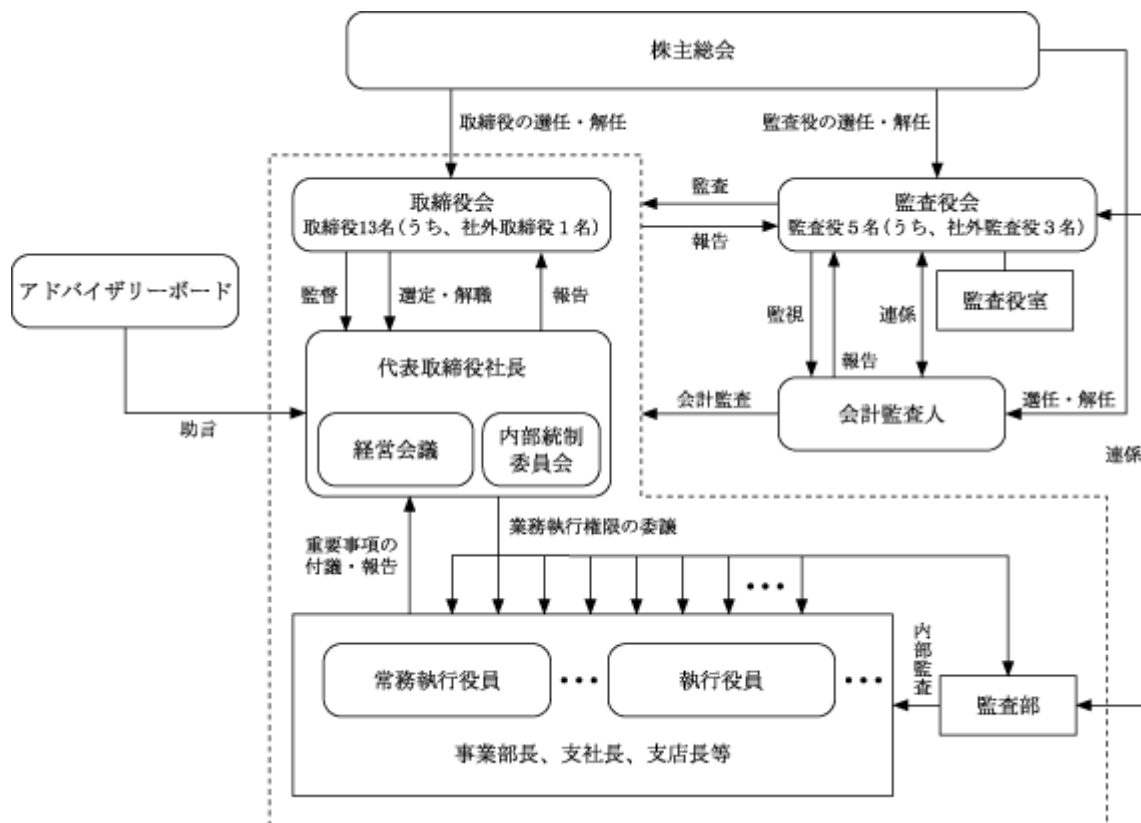 株主総会
取締役の選任・解任
監査役の選任・解任
取締役会
取締役13名(うち、社外取締役1名)
監査
報告
監査役会
監査役5名(うち、社外監査役3名)
アドバイザリーボード
監督
選定・解職
報告
監視
連係
監査役室
報告
代表取締役社長
経営会議
内部統制
委員会
助言
会計監査
会計監査人
選任・解任
連係
重要事項の
付議・報告
業務執行権限の委譲
•••
常務執行役員
•••
執行役員
•••
事業部長、支社長、支店長等
内部監査
監査部